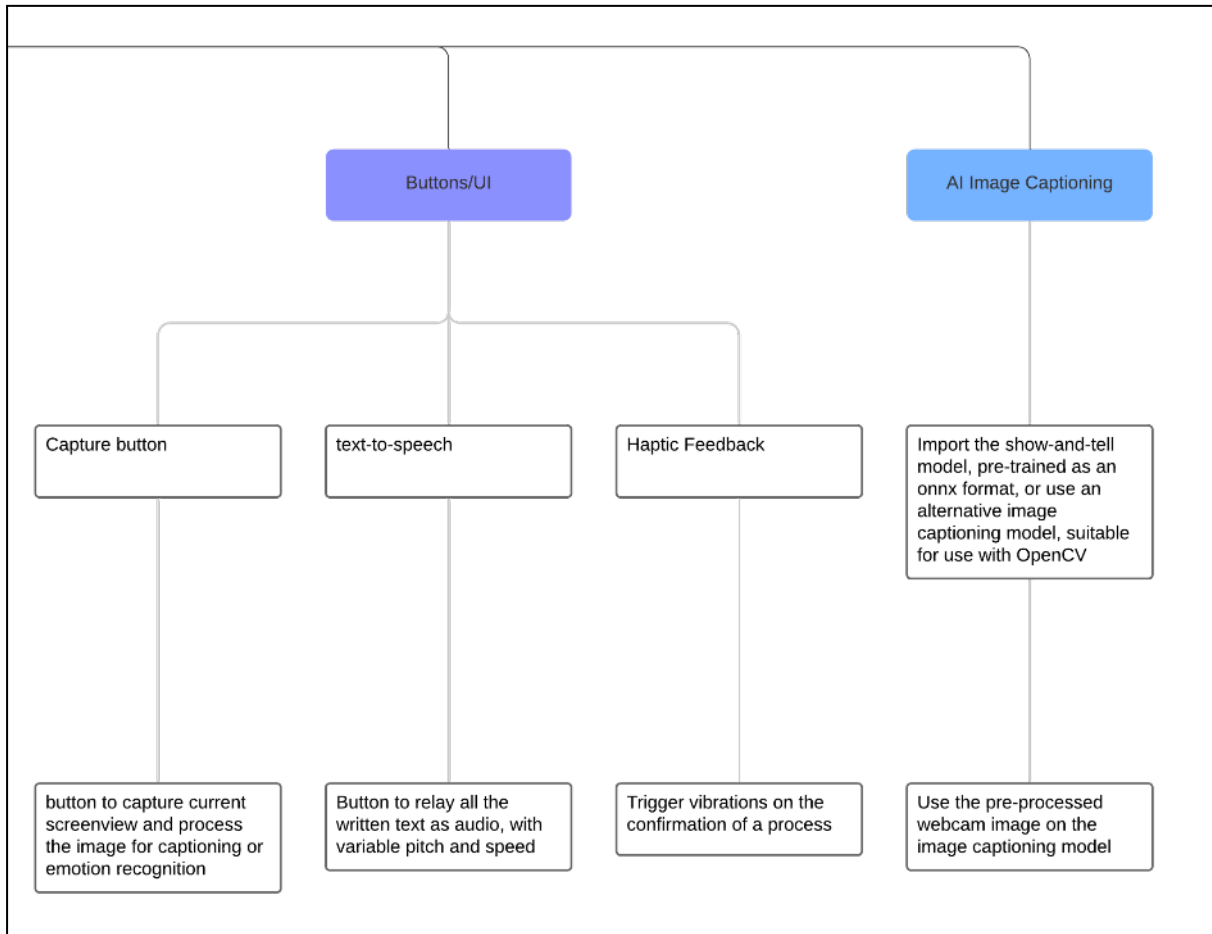 Buttons/UI
AI Image Captioning
Capture button
text-to-speech
Haptic Feedback
Import the show-and-tell
model, pre-trained as an
onnx format, or use an
alternative image
captioning model, suitable
for use with OpenCV
button to capture current
screenview and process
the image for captioning or
emotion recognition
Button to relay all the
written text as audio, with
variable pitch and speed
Trigger vibrations on the
confirmation of a process
Use the pre-processed
webcam image on the
image captioning model